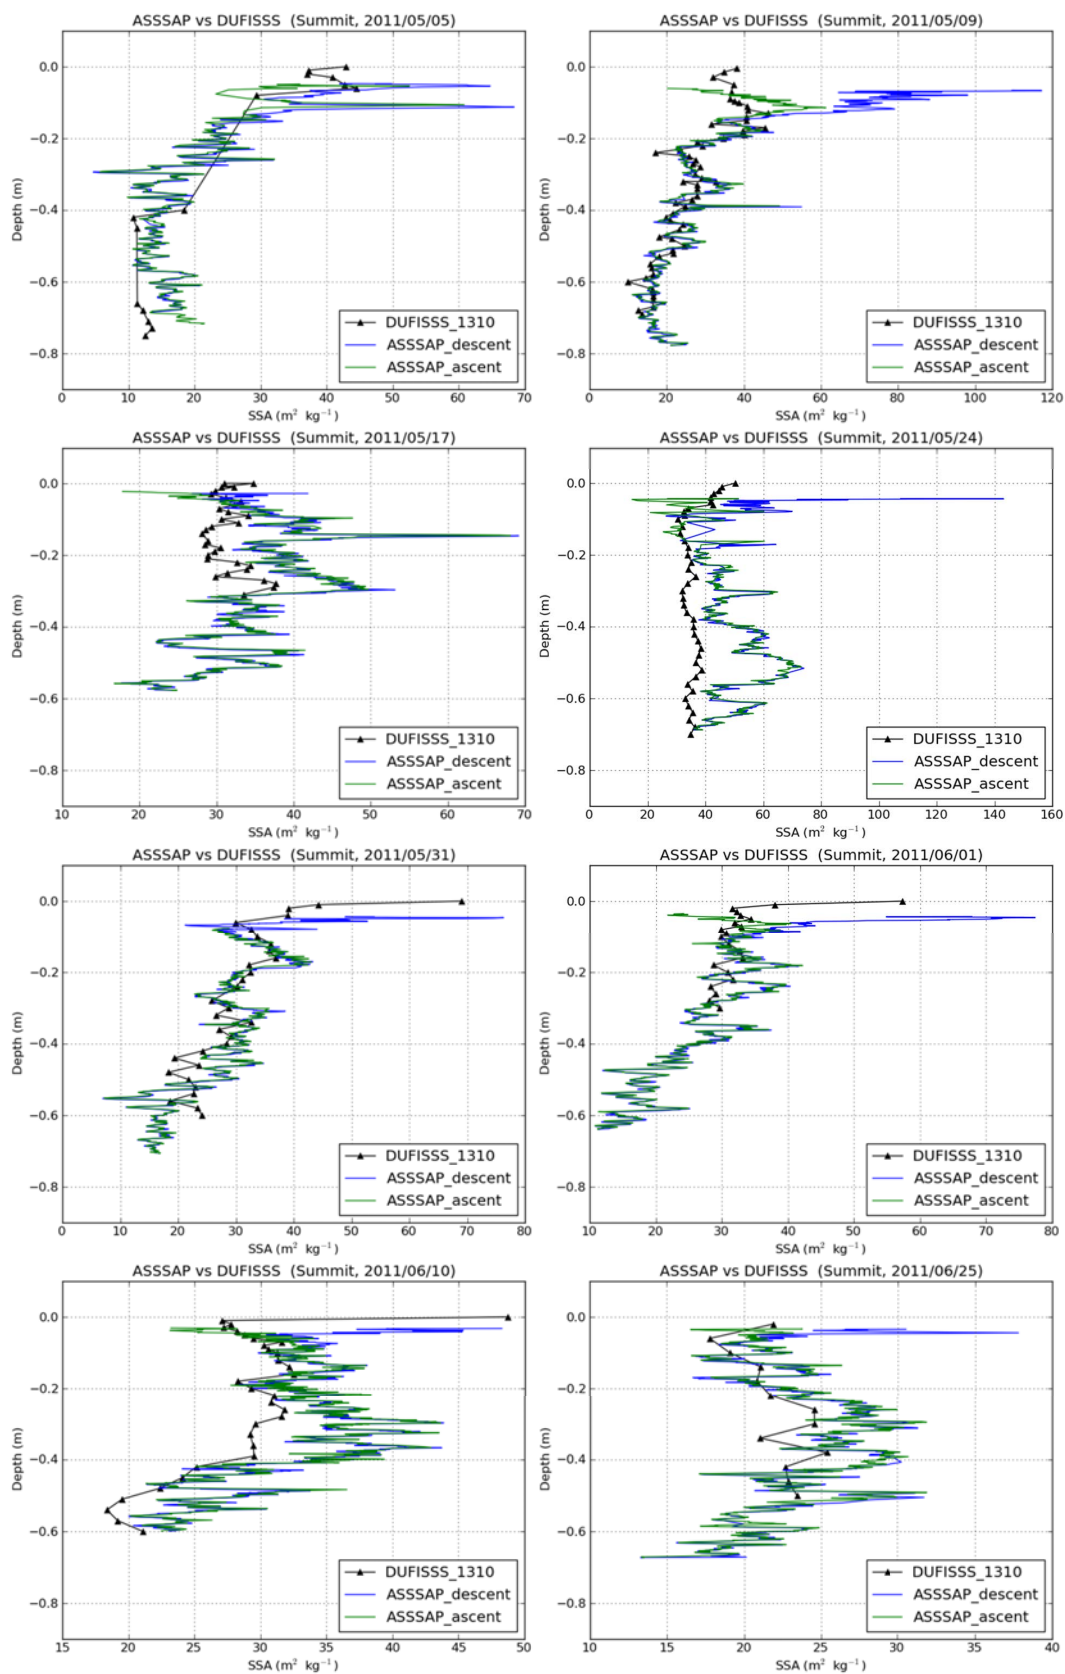 ASSSAP vs DUFISSS (Summit, 2011/05/05)
0.0
−0.2
−0.4
−0.6
−0.8
Depth (m)
DUFISSS_1310
ASSSAP_descent
ASSSAP_ascent
0 10 20 30 40 50 60 70
SSA (m² kg⁻¹)
ASSSAP vs DUFISSS (Summit, 2011/05/09)
0.0
−0.2
−0.4
−0.6
−0.8
Depth (m)
DUFISSS_1310
ASSSAP_descent
ASSSAP_ascent
0 20 40 60 80 100 120
SSA (m² kg⁻¹)
ASSSAP vs DUFISSS (Summit, 2011/05/17)
0.0
−0.2
−0.4
−0.6
−0.8
Depth (m)
DUFISSS_1310
ASSSAP_descent
ASSSAP_ascent
10 20 30 40 50 60 70
SSA (m² kg⁻¹)
ASSSAP vs DUFISSS (Summit, 2011/05/24)
0.0
−0.2
−0.4
−0.6
−0.8
Depth (m)
DUFISSS_1310
ASSSAP_descent
ASSSAP_ascent
0 20 40 60 80 100 120 140 160
SSA (m² kg⁻¹)
ASSSAP vs DUFISSS (Summit, 2011/05/31)
0.0
−0.2
−0.4
−0.6
−0.8
Depth (m)
DUFISSS_1310
ASSSAP_descent
ASSSAP_ascent
0 10 20 30 40 50 60 70 80
SSA (m² kg⁻¹)
ASSSAP vs DUFISSS (Summit, 2011/06/01)
0.0
−0.2
−0.4
−0.6
−0.8
Depth (m)
DUFISSS_1310
ASSSAP_descent
ASSSAP_ascent
10 20 30 40 50 60 70 80
SSA (m² kg⁻¹)
ASSSAP vs DUFISSS (Summit, 2011/06/10)
0.0
−0.2
−0.4
−0.6
−0.8
Depth (m)
DUFISSS_1310
ASSSAP_descent
ASSSAP_ascent
15 20 25 30 35 40 45 50
SSA (m² kg⁻¹)
ASSSAP vs DUFISSS (Summit, 2011/06/25)
0.0
−0.2
−0.4
−0.6
−0.8
Depth (m)
DUFISSS_1310
ASSSAP_descent
ASSSAP_ascent
10 15 20 25 30 35 40
SSA (m² kg⁻¹)